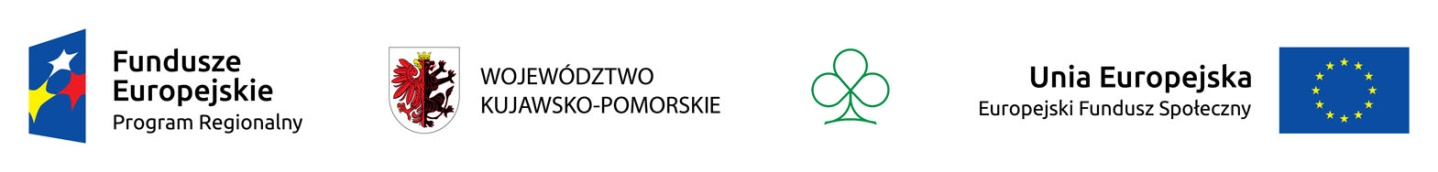 Fundusze
Europejskie
Program Regionalny
WOJEWÓDZTWO
KUJAWSKO-POMORSKIE
Unia Europejska
Europejski Fundusz Społeczny